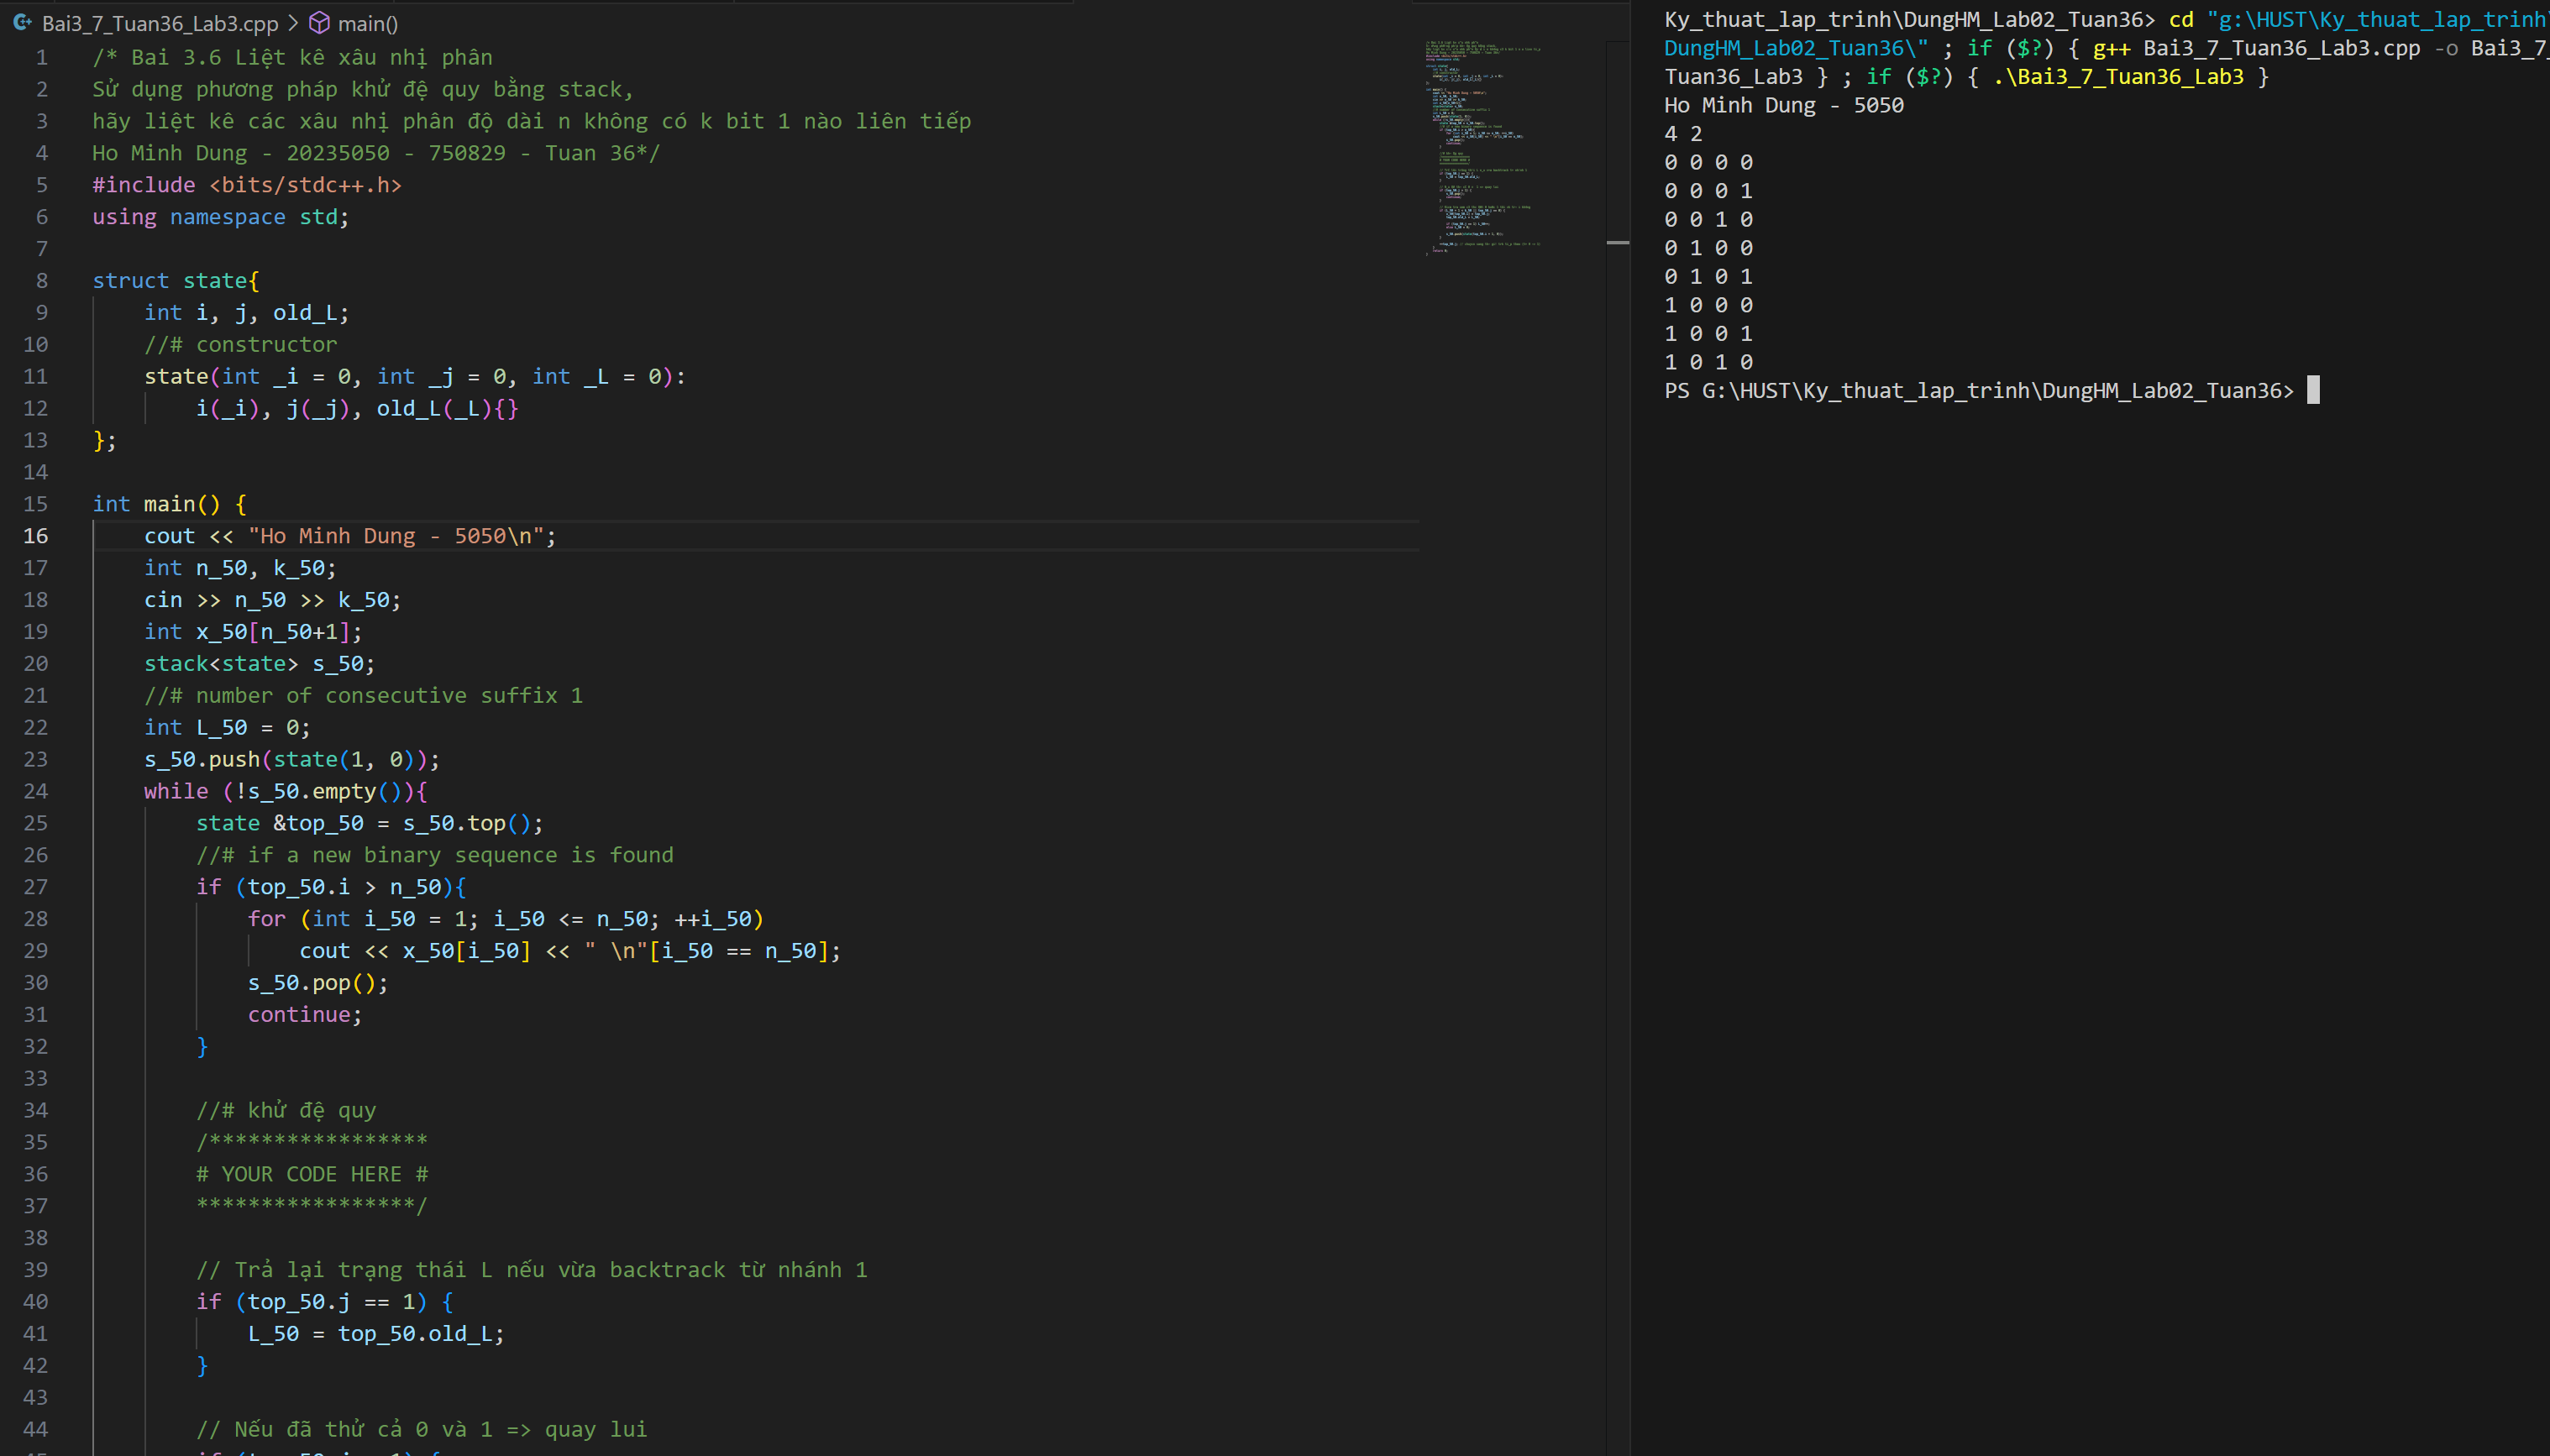 Bai3_7_Tuan36_Lab3.cpp > main()
1 /* Bai 3.6 Liệt kê xâu nhị phân
2 Sử dụng phương pháp khử đệ quy bằng stack,
3 hãy liệt kê các xâu nhị phân độ dài n không có k bit 1 nào liên tiếp
4 Ho Minh Dung - 20235050 - 750829 - Tuan 36*/
5 #include <bits/stdc++.h>
6 using namespace std;
7
8 struct state{
9     int i, j, old_L;
10     //# constructor
11     state(int _i = 0, int _j = 0, int _L = 0):
12         i(_i), j(_j), old_L(_L){}
13 };
14
15 int main() {
16     cout << "Ho Minh Dung - 5050\n";
17     int n_50, k_50;
18     cin >> n_50 >> k_50;
19     int x_50[n_50+1];
20     stack<state> s_50;
21     //# number of consecutive suffix 1
22     int L_50 = 0;
23     s_50.push(state(1, 0));
24     while (!s_50.empty()){
25         state &top_50 = s_50.top();
26         //# if a new binary sequence is found
27         if (top_50.i > n_50){
28             for (int i_50 = 1; i_50 <= n_50; ++i_50)
29                 cout << x_50[i_50] << " \n"[i_50 == n_50];
30             s_50.pop();
31             continue;
32         }
33
34         //# khử đệ quy
35         /*****************
36         # YOUR CODE HERE #
37         *****************/
38
39         // Trả lại trạng thái L nếu vừa backtrack từ nhánh 1
40         if (top_50.j == 1) {
41             L_50 = top_50.old_L;
42         }
43
44         // Nếu đã thử cả 0 và 1 => quay lui
Ky_thuat_lap_trinh\DungHM_Lab02_Tuan36> cd "g:\HUST\Ky_thuat_lap_trinh\
DungHM_Lab02_Tuan36\" ; if ($?) { g++ Bai3_7_Tuan36_Lab3.cpp -o Bai3_7_
Tuan36_Lab3 } ; if ($?) { .\Bai3_7_Tuan36_Lab3 }
Ho Minh Dung - 5050
4 2
0 0 0 0
0 0 0 1
0 0 1 0
0 1 0 0
0 1 0 1
1 0 0 0
1 0 0 1
1 0 1 0
PS G:\HUST\Ky_thuat_lap_trinh\DungHM_Lab02_Tuan36>